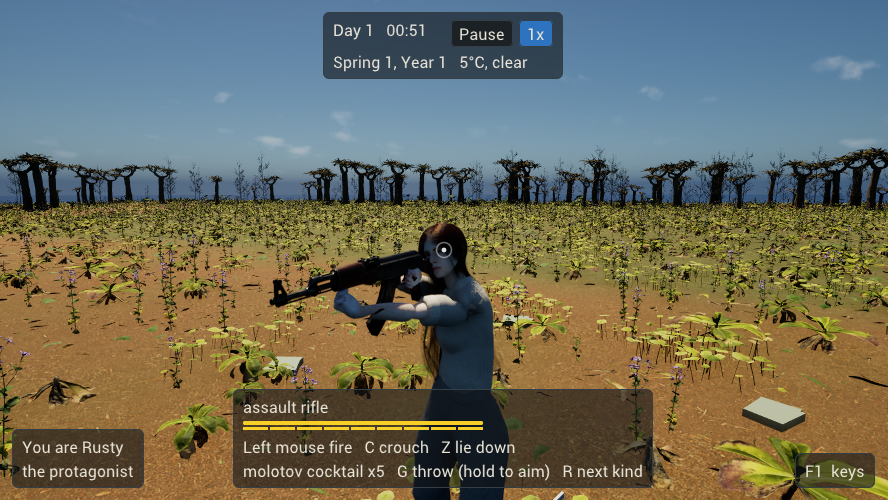 Day 1 00:51 Pause 1x
Spring 1, Year 1 5°C, clear
assault rifle
Left mouse fire C crouch Z lie down
molotov cocktail x5 G throw (hold to aim) R next kind
You are Rusty
the protagonist
F1 keys